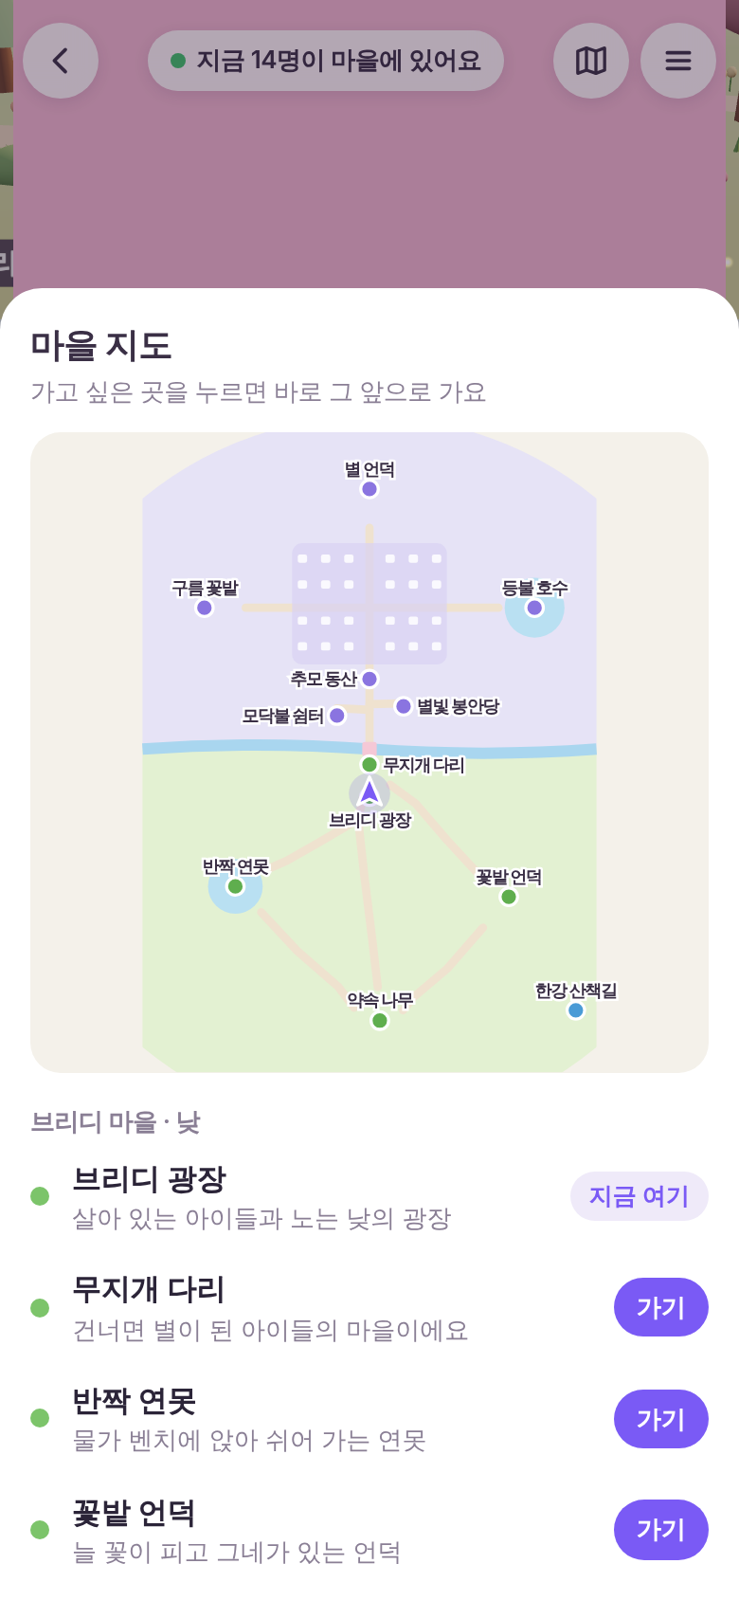 지금 14명이 마을에 있어요
마을 지도
가고 싶은 곳을 누르면 바로 그 앞으로 가요
별 언덕
구름 꽃밭
등불 호수
추모 동산
모닥불 쉼터
별빛 봉안당
무지개 다리
브리디 광장
반짝 연못
꽃밭 언덕
한강 산책길
약속 나무
브리디 마을 · 낮
브리디 광장
지금 여기
살아 있는 아이들과 노는 낮의 광장
무지개 다리
가기
건너면 별이 된 아이들의 마을이에요
반짝 연못
가기
물가 벤치에 앉아 쉬어 가는 연못
꽃밭 언덕
가기
늘 꽃이 피고 그네가 있는 언덕